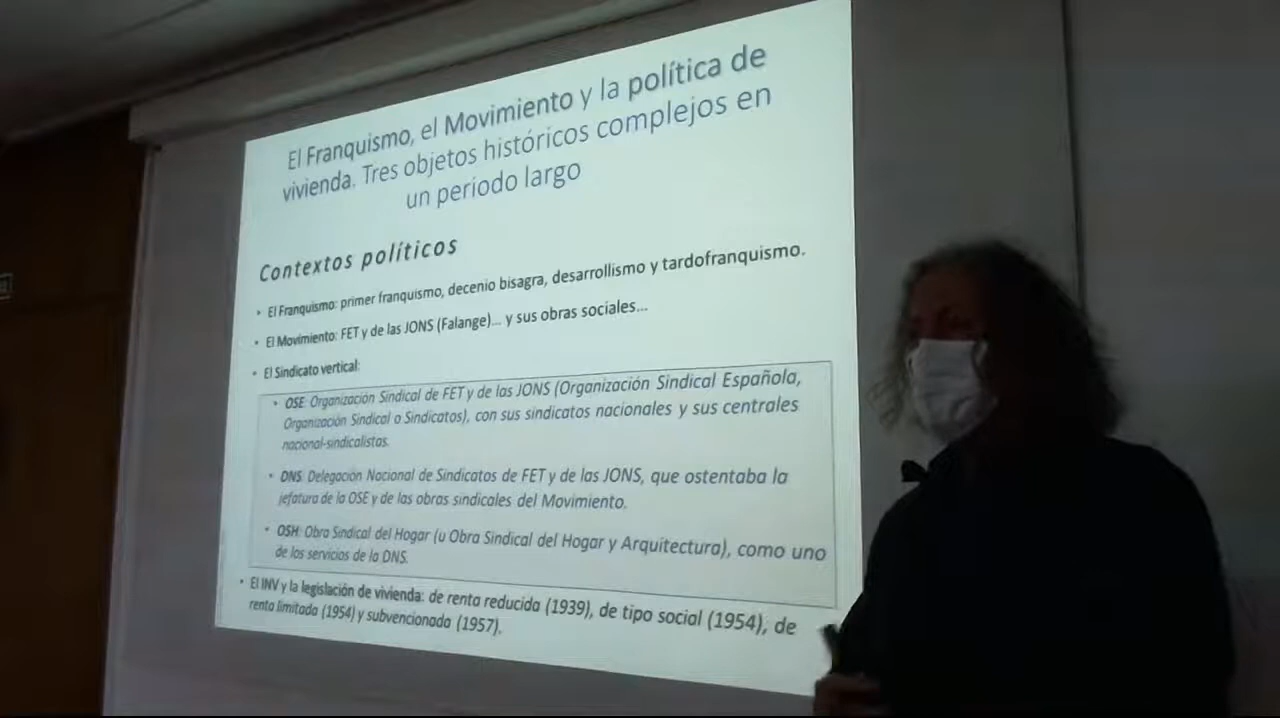 El Franquismo, el Movimiento y la política de
vivienda. Tres objetos históricos complejos en
un periodo largo
Contextos políticos
• El Franquismo: primer franquismo, decenio bisagra, desarrollismo y tardofranquismo.
• El Movimiento: FET y de las JONS (Falange)... y sus obras sociales...
• El Sindicato vertical:
• OSE: Organización Sindical de FET y de las JONS (Organización Sindical Española,
Organización Sindical o Sindicatos), con sus sindicatos nacionales y sus centrales
nacional-sindicalistas.
• DNS: Delegación Nacional de Sindicatos de FET y de las JONS, que ostentaba la
jefatura de la OSE y de las obras sindicales del Movimiento.
• OSH: Obra Sindical del Hogar (u Obra Sindical del Hogar y Arquitectura), como uno
de los servicios de la DNS.
• El INV y la legislación de vivienda: de renta reducida (1939), de tipo social (1954), de
renta limitada (1954) y subvencionada (1957).